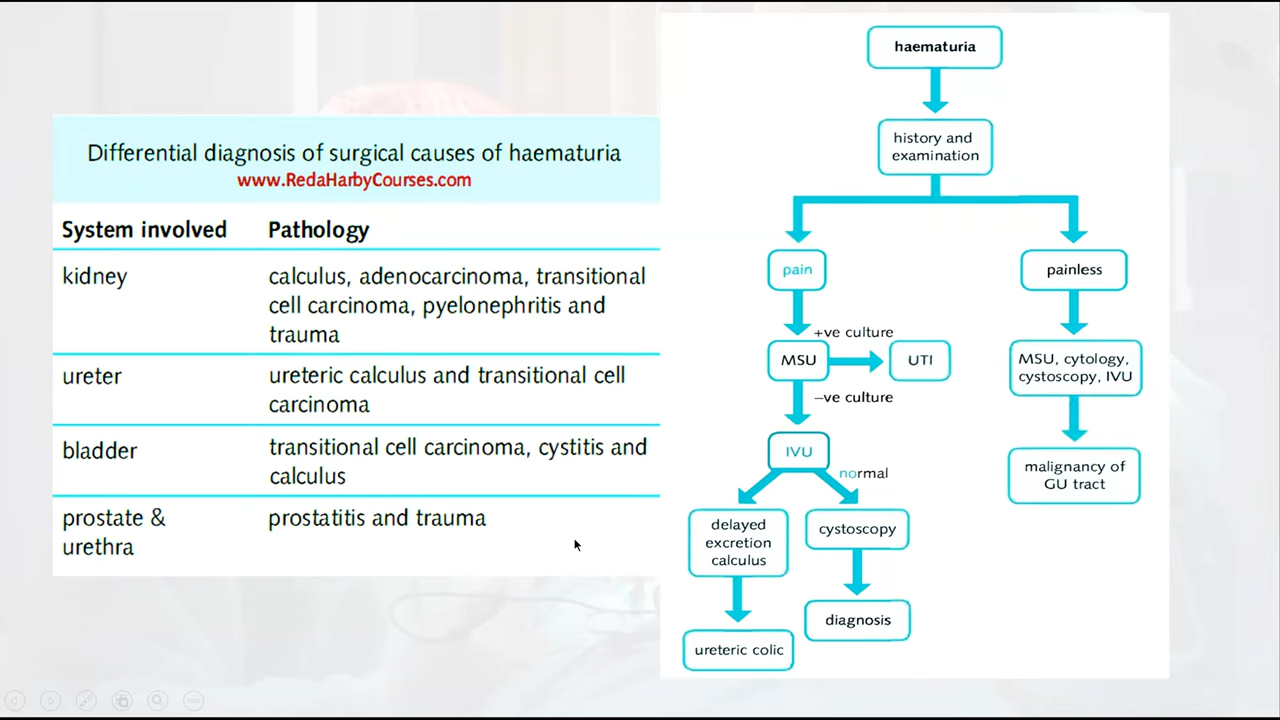 Differential diagnosis of surgical causes of haematuria
www.RedaHarbyCourses.com
System involved Pathology
kidney calculus, adenocarcinoma, transitional
cell carcinoma, pyelonephritis and
trauma
ureter ureteric calculus and transitional cell
carcinoma
bladder transitional cell carcinoma, cystitis and
calculus
prostate & prostatitis and trauma
urethra
haematuria
history and
examination
pain
painless
+ve culture
MSU
UTI
–ve culture
MSU, cytology,
cystoscopy, IVU
IVU
normal
malignancy of
GU tract
delayed
excretion
calculus
cystoscopy
diagnosis
ureteric colic